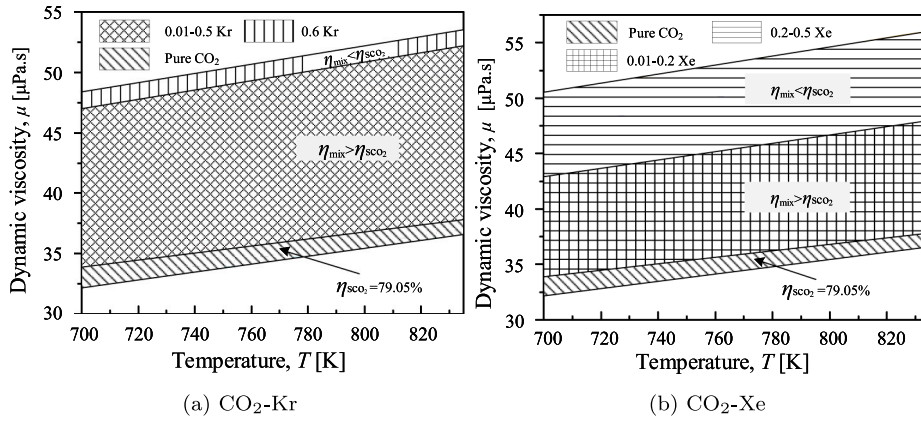 0.01-0.5 Kr 0.6 Kr
Pure CO₂
ηmix<ηsco₂
ηmix>ηsco₂
ηsco₂=79.05%
55
50
45
40
35
30
Dynamic viscosity, μ [μPa.s]
700 720 740 760 780 800 820
Temperature, T [K]
(a) CO₂-Kr
Pure CO₂ 0.2-0.5 Xe
0.01-0.2 Xe
ηmix<ηsco₂
ηmix>ηsco₂
ηsco₂=79.05%
55
50
45
40
35
30
Dynamic viscosity, μ [μPa.s]
700 720 740 760 780 800 820
Temperature, T [K]
(b) CO₂-Xe